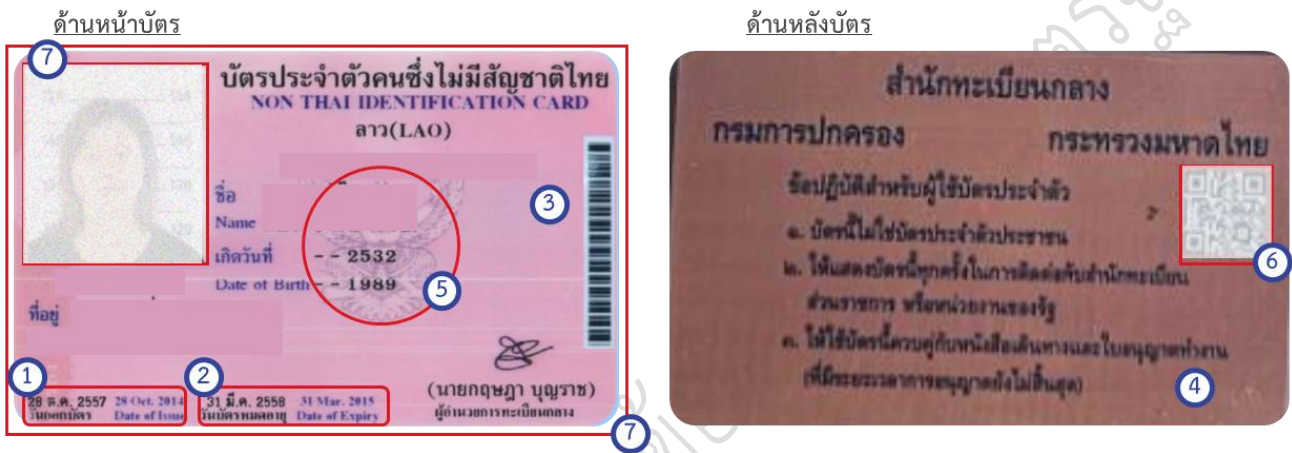 ด้านหน้าบัตร
ด้านหลังบัตร
7
บัตรประจำตัวคนซึ่งไม่มีสัญชาติไทย
NON THAI IDENTIFICATION CARD
ลาว(LAO)
3
ชื่อ
Name
เกิดวันที่ - - 2532
Date of Birth - - 1989
5
ที่อยู่
1
2
28 ต.ค. 2557 28 Oct. 2014
วันออกบัตร Date of Issue
31 มี.ค. 2558 31 Mar. 2015
วันบัตรหมดอายุ Date of Expiry
(นายกฤษฎา บุญราช)
ผู้อำนวยการทะเบียนกลาง
7
สำนักทะเบียนกลาง
กรมการปกครอง กระทรวงมหาดไทย
ข้อปฏิบัติสำหรับผู้ใช้บัตรประจำตัว
๑. บัตรนี้ไม่ใช่บัตรประจำตัวประชาชน
6
๒. ให้แสดงบัตรนี้ทุกครั้งในการติดต่อกับสำนักทะเบียน
ส่วนราชการ หรือหน่วยงานของรัฐ
๓. ให้ใช้บัตรนี้ควบคู่กับหนังสือเดินทางและใบอนุญาตทำงาน
(ที่มีระยะเวลาการอนุญาตยังไม่สิ้นสุด)
4